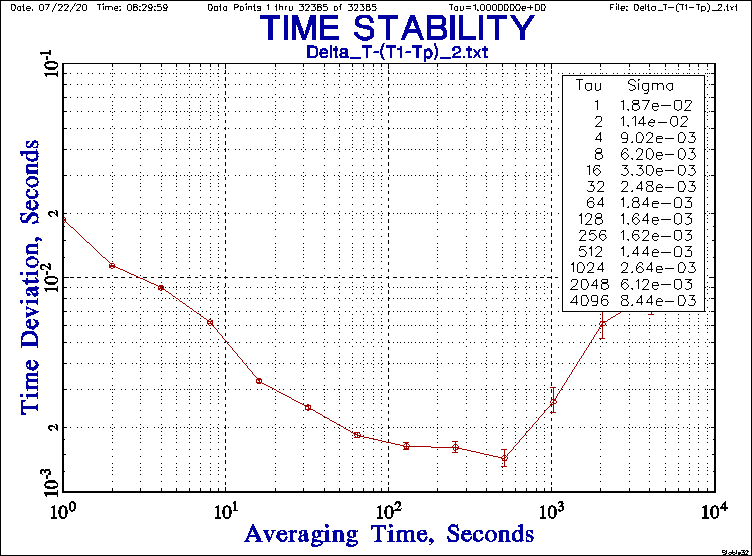 Date: 07/22/20 Time: 08:29:59 Data Points 1 thru 32385 of 32385 Tau=1.0000000e+00 File: Delta_T-(T1-Tp)_2.txt
TIME STABILITY
Delta_T-(T1-Tp)_2.txt
Tau Sigma
1 1.87e-02
2 1.14e-02
4 9.02e-03
8 6.20e-03
16 3.30e-03
32 2.48e-03
64 1.84e-03
128 1.64e-03
256 1.62e-03
512 1.44e-03
1024 2.64e-03
2048 6.12e-03
4096 8.44e-03
Time Deviation, Seconds
10⁻¹
2
10⁻²
2
10⁻³
10⁰ 10¹ 10² 10³ 10⁴
Averaging Time, Seconds
Stable32